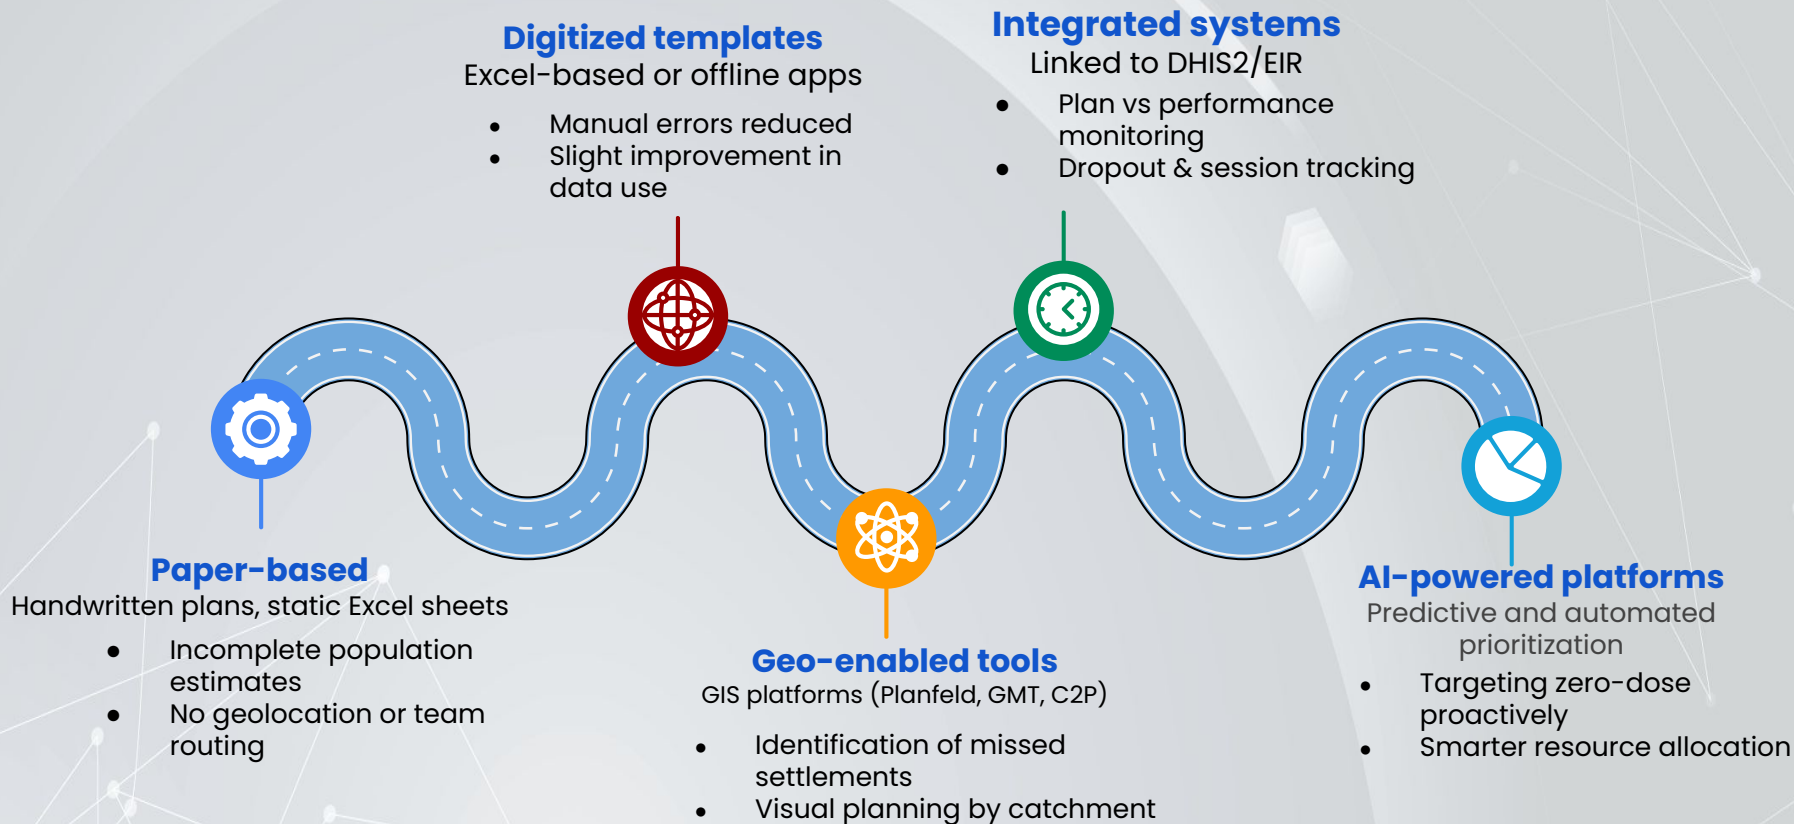 Paper-based
Handwritten plans, static Excel sheets
● Incomplete population
estimates
● No geolocation or team
routing
Digitized templates
Excel-based or offline apps
● Manual errors reduced
● Slight improvement in
data use
Geo-enabled tools
GIS platforms (Planfeld, GMT, C2P)
● Identification of missed
settlements
● Visual planning by catchment
Integrated systems
Linked to DHIS2/EIR
● Plan vs performance
monitoring
● Dropout & session tracking
AI-powered platforms
Predictive and automated
prioritization
● Targeting zero-dose
proactively
● Smarter resource allocation